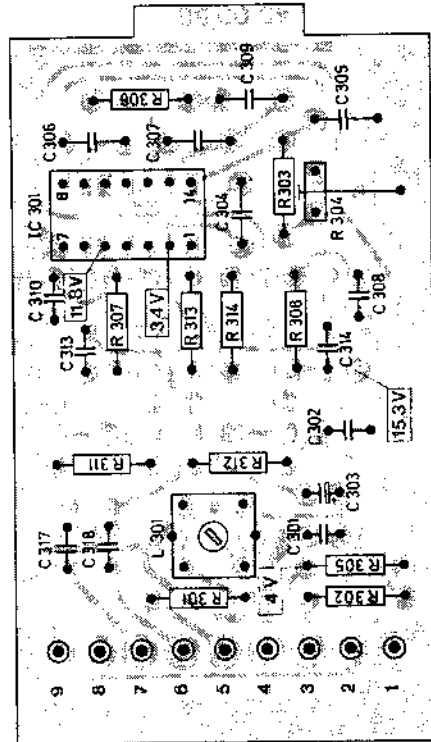 C 309
C 305
R 306
C 306
C 307
IC 301
8
14
7
1
C 304
R 303
R 304
C 310
11.8V
3.4V
C 313
R 307
R 313
R 314
R 308
C 314
C 308
15.3V
C 302
R 311
R 312
C 317
C 318
L 301
C 301
C 303
R 301
4 V
R 305
R 302
9
8
7
6
5
4
3
2
1